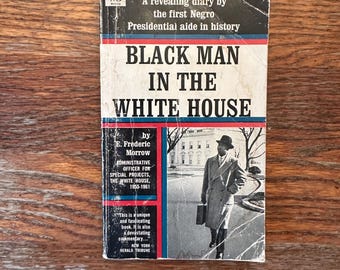 A revealing diary by
the first Negro
Presidential aide in history
BLACK MAN
IN THE
WHITE HOUSE
by
E. Frederic
Morrow
ADMINISTRATIVE
OFFICER FOR
SPECIAL PROJECTS,
THE WHITE HOUSE,
1955-1961
"This is a unique
and fascinating
book. It is also
a devastating
commentary..."
NEW YORK
HERALD TRIBUNE